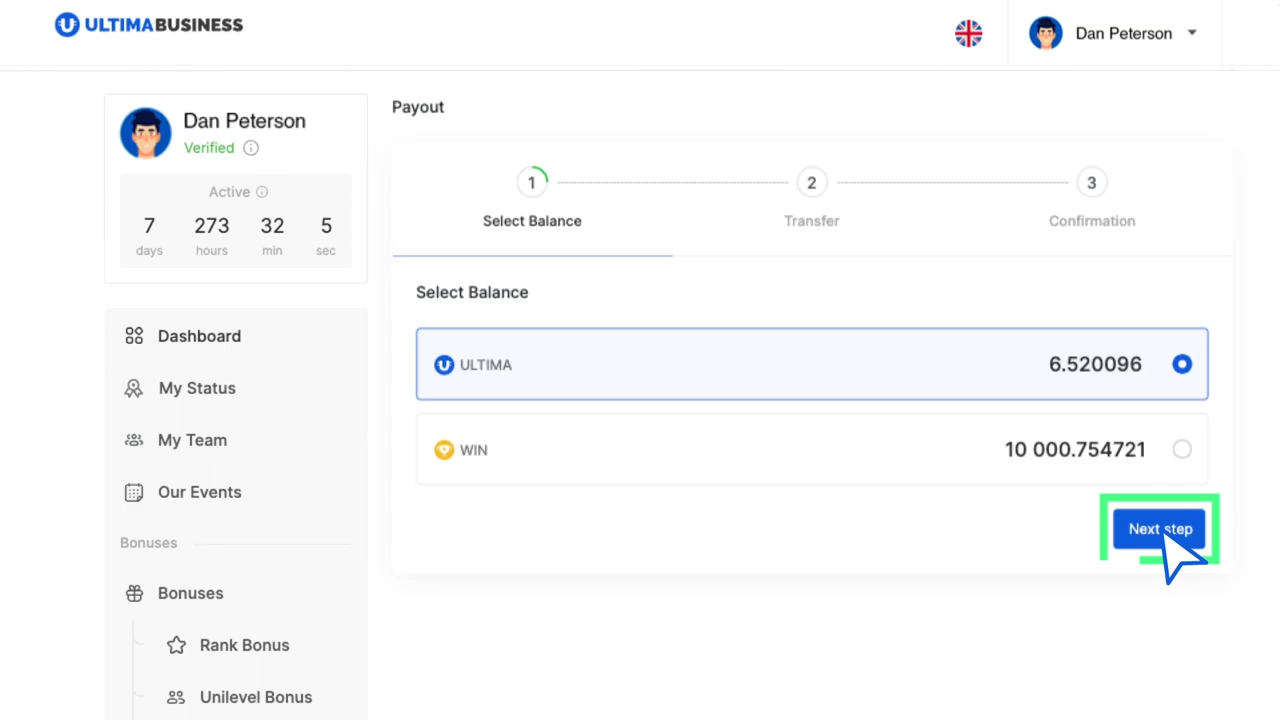 ULTIMABUSINESS
Dan Peterson
Dan Peterson
Verified
Active
7 273 32 5
days hours min sec
Dashboard
My Status
My Team
Our Events
Bonuses
Bonuses
Rank Bonus
Unilevel Bonus
Payout
1 2 3
Select Balance Transfer Confirmation
Select Balance
ULTIMA 6.520096
WIN 10 000.754721
Next step